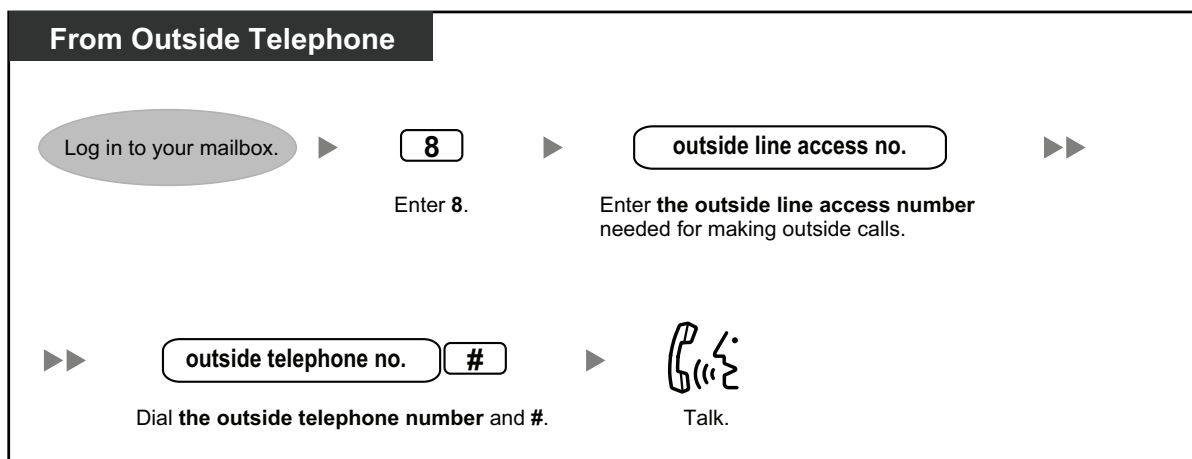 From Outside Telephone
Log in to your mailbox.
8
outside line access no.
Enter 8.
Enter the outside line access number
needed for making outside calls.
outside telephone no.
#
Dial the outside telephone number and #.
Talk.